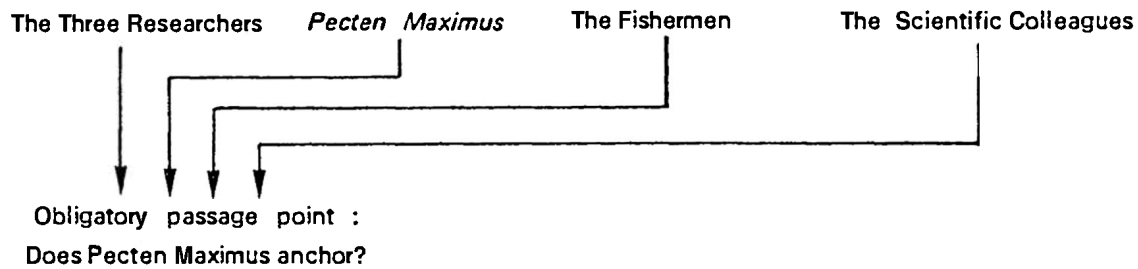 The Three Researchers Pecten Maximus The Fishermen The Scientific Colleagues
Obligatory passage point :
Does Pecten Maximus anchor?